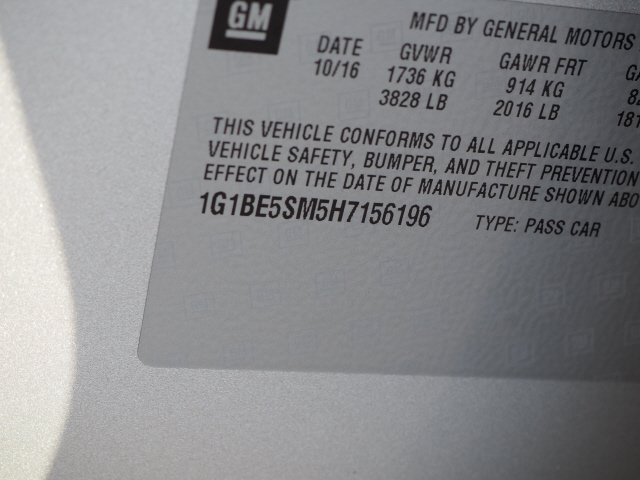 GM
MFD BY GENERAL MOTORS
DATE GVWR GAWR FRT
10/16 1736 KG 914 KG
3828 LB 2016 LB
THIS VEHICLE CONFORMS TO ALL APPLICABLE U.S.
VEHICLE SAFETY, BUMPER, AND THEFT PREVENTION
EFFECT ON THE DATE OF MANUFACTURE SHOWN ABO
1G1BE5SM5H7156196 TYPE: PASS CAR